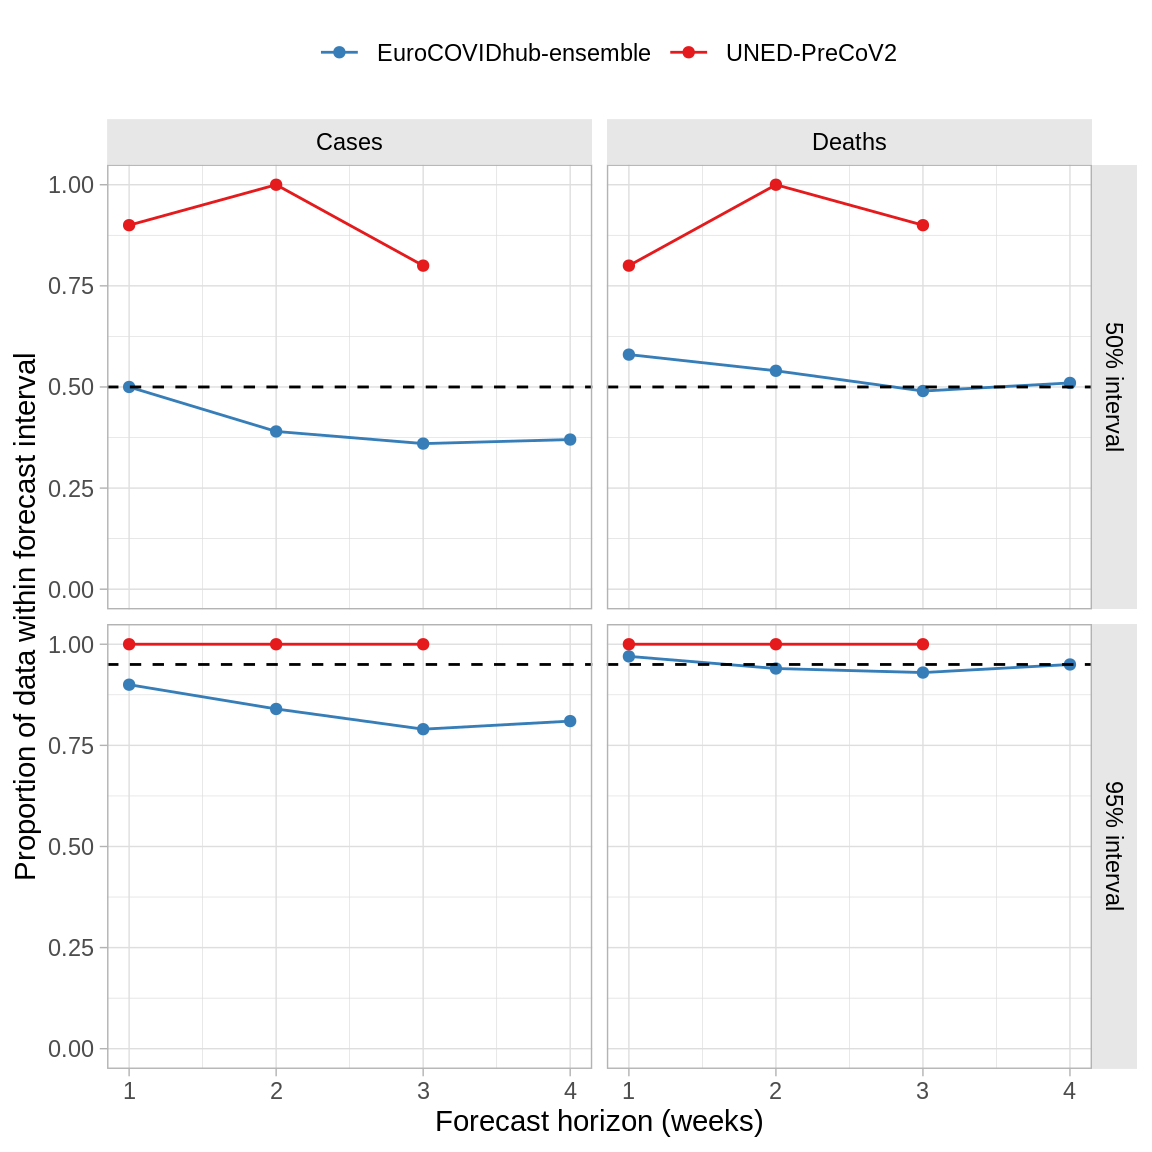 EuroCOVIDhub-ensemble UNED-PreCoV2
Cases Deaths
Proportion of data within forecast interval
1.00
0.75
0.50
0.25
0.00
50% interval
1.00
0.75
0.50
0.25
0.00
95% interval
1 2 3 4 1 2 3 4
Forecast horizon (weeks)